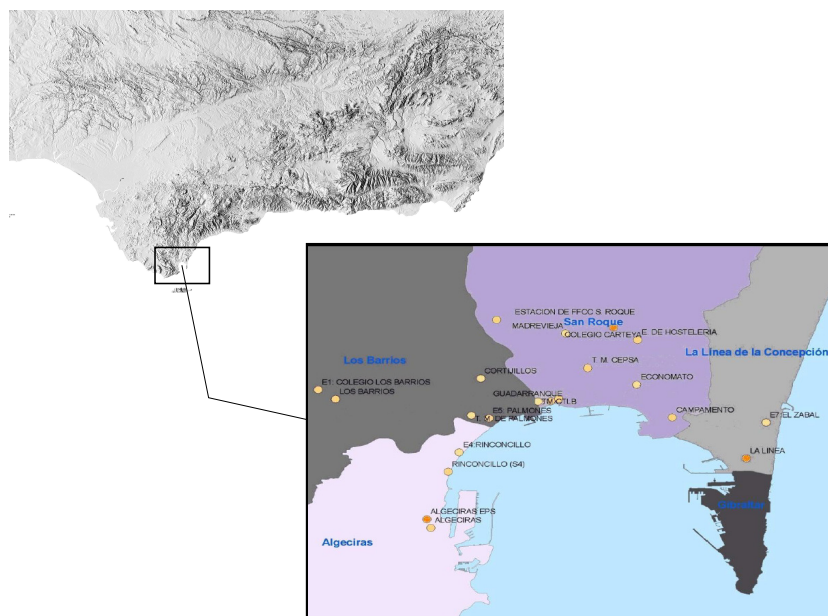 ESTACION DE FFCC S. ROQUE
MADREVIEJA
San Roque
COLEGIO CARTEYA
E. DE HOSTELERIA
La Línea de la Concepción
Los Barrios
T. M. CEPSA
CORTIJILLOS
E1: COLEGIO LOS BARRIOS
LOS BARRIOS
ECONOMATO
GUADARRANQUE
E5: PALMONES
CAMPAMENTO
E7: EL ZABAL
E4:RINCONCILLO
LA LINEA
RINCONCILLO (S4)
Gibraltar
ALGECIRAS EPS
ALGECIRAS
Algeciras